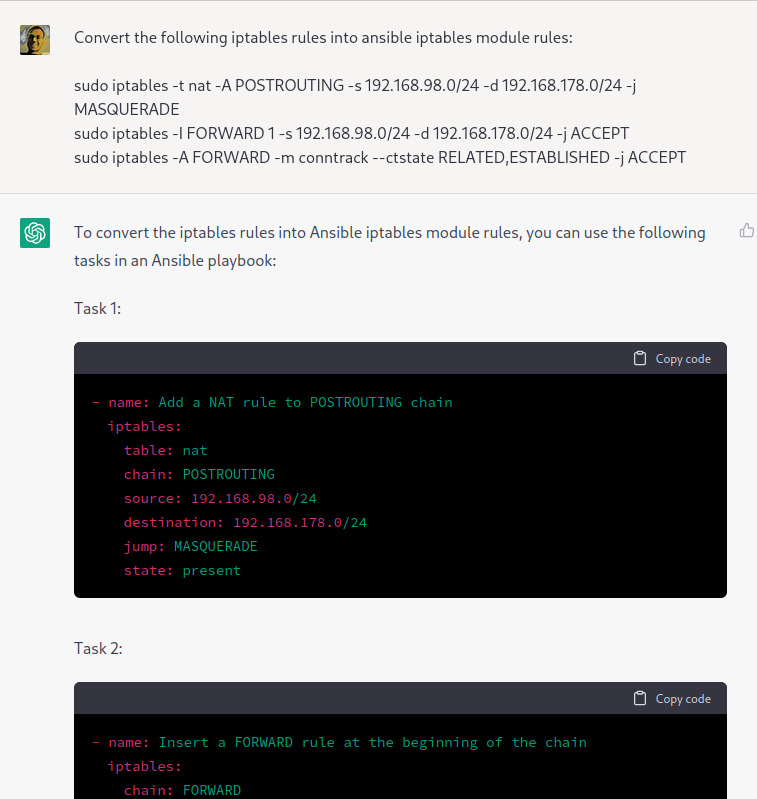 Convert the following iptables rules into ansible iptables module rules:
sudo iptables -t nat -A POSTROUTING -s 192.168.98.0/24 -d 192.168.178.0/24 -j
MASQUERADE
sudo iptables -I FORWARD 1 -s 192.168.98.0/24 -d 192.168.178.0/24 -j ACCEPT
sudo iptables -A FORWARD -m conntrack --ctstate RELATED,ESTABLISHED -j ACCEPT
To convert the iptables rules into Ansible iptables module rules, you can use the following
tasks in an Ansible playbook:
Task 1:
Copy code
- name: Add a NAT rule to POSTROUTING chain
  iptables:
    table: nat
    chain: POSTROUTING
    source: 192.168.98.0/24
    destination: 192.168.178.0/24
    jump: MASQUERADE
    state: present
Task 2:
Copy code
- name: Insert a FORWARD rule at the beginning of the chain
  iptables:
    chain: FORWARD